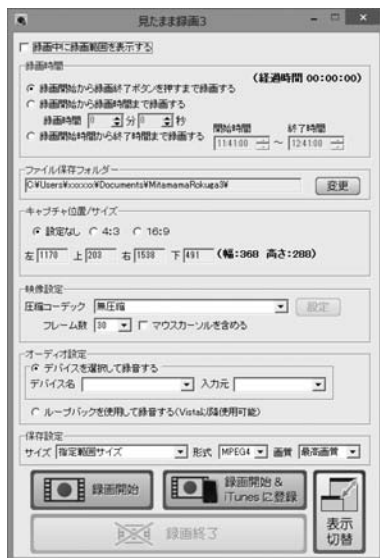 見たまま録画3
録画中に録画範囲を表示する
録画時間
(経過時間 00:00:00)
録画開始から録画終了ボタンを押すまで録画する
録画開始から録画時間まで録画する
録画時間 0 分 0 秒
録画開始時間から終了時間まで録画する
開始時間 終了時間
11:41:00 ～ 12:41:00
ファイル保存フォルダー
C:¥Users¥xxxxxx¥Documents¥MitamamaRokuga3¥ 変更
キャプチャ位置/サイズ
設定なし 4:3 16:9
左 1170 上 203 右 1538 下 491 (幅:368 高さ:288)
映像設定
圧縮コーデック 無圧縮 設定
フレーム数 30 マウスカーソルを含める
オーディオ設定
デバイスを選択して録音する
デバイス名 入力元
ループバックを使用して録音する(Vista以降使用可能)
保存設定
サイズ 指定範囲サイズ 形式 MPEG4 画質 最高画質
録画開始
録画開始 &
iTunesに登録
録画終了
表示
切替